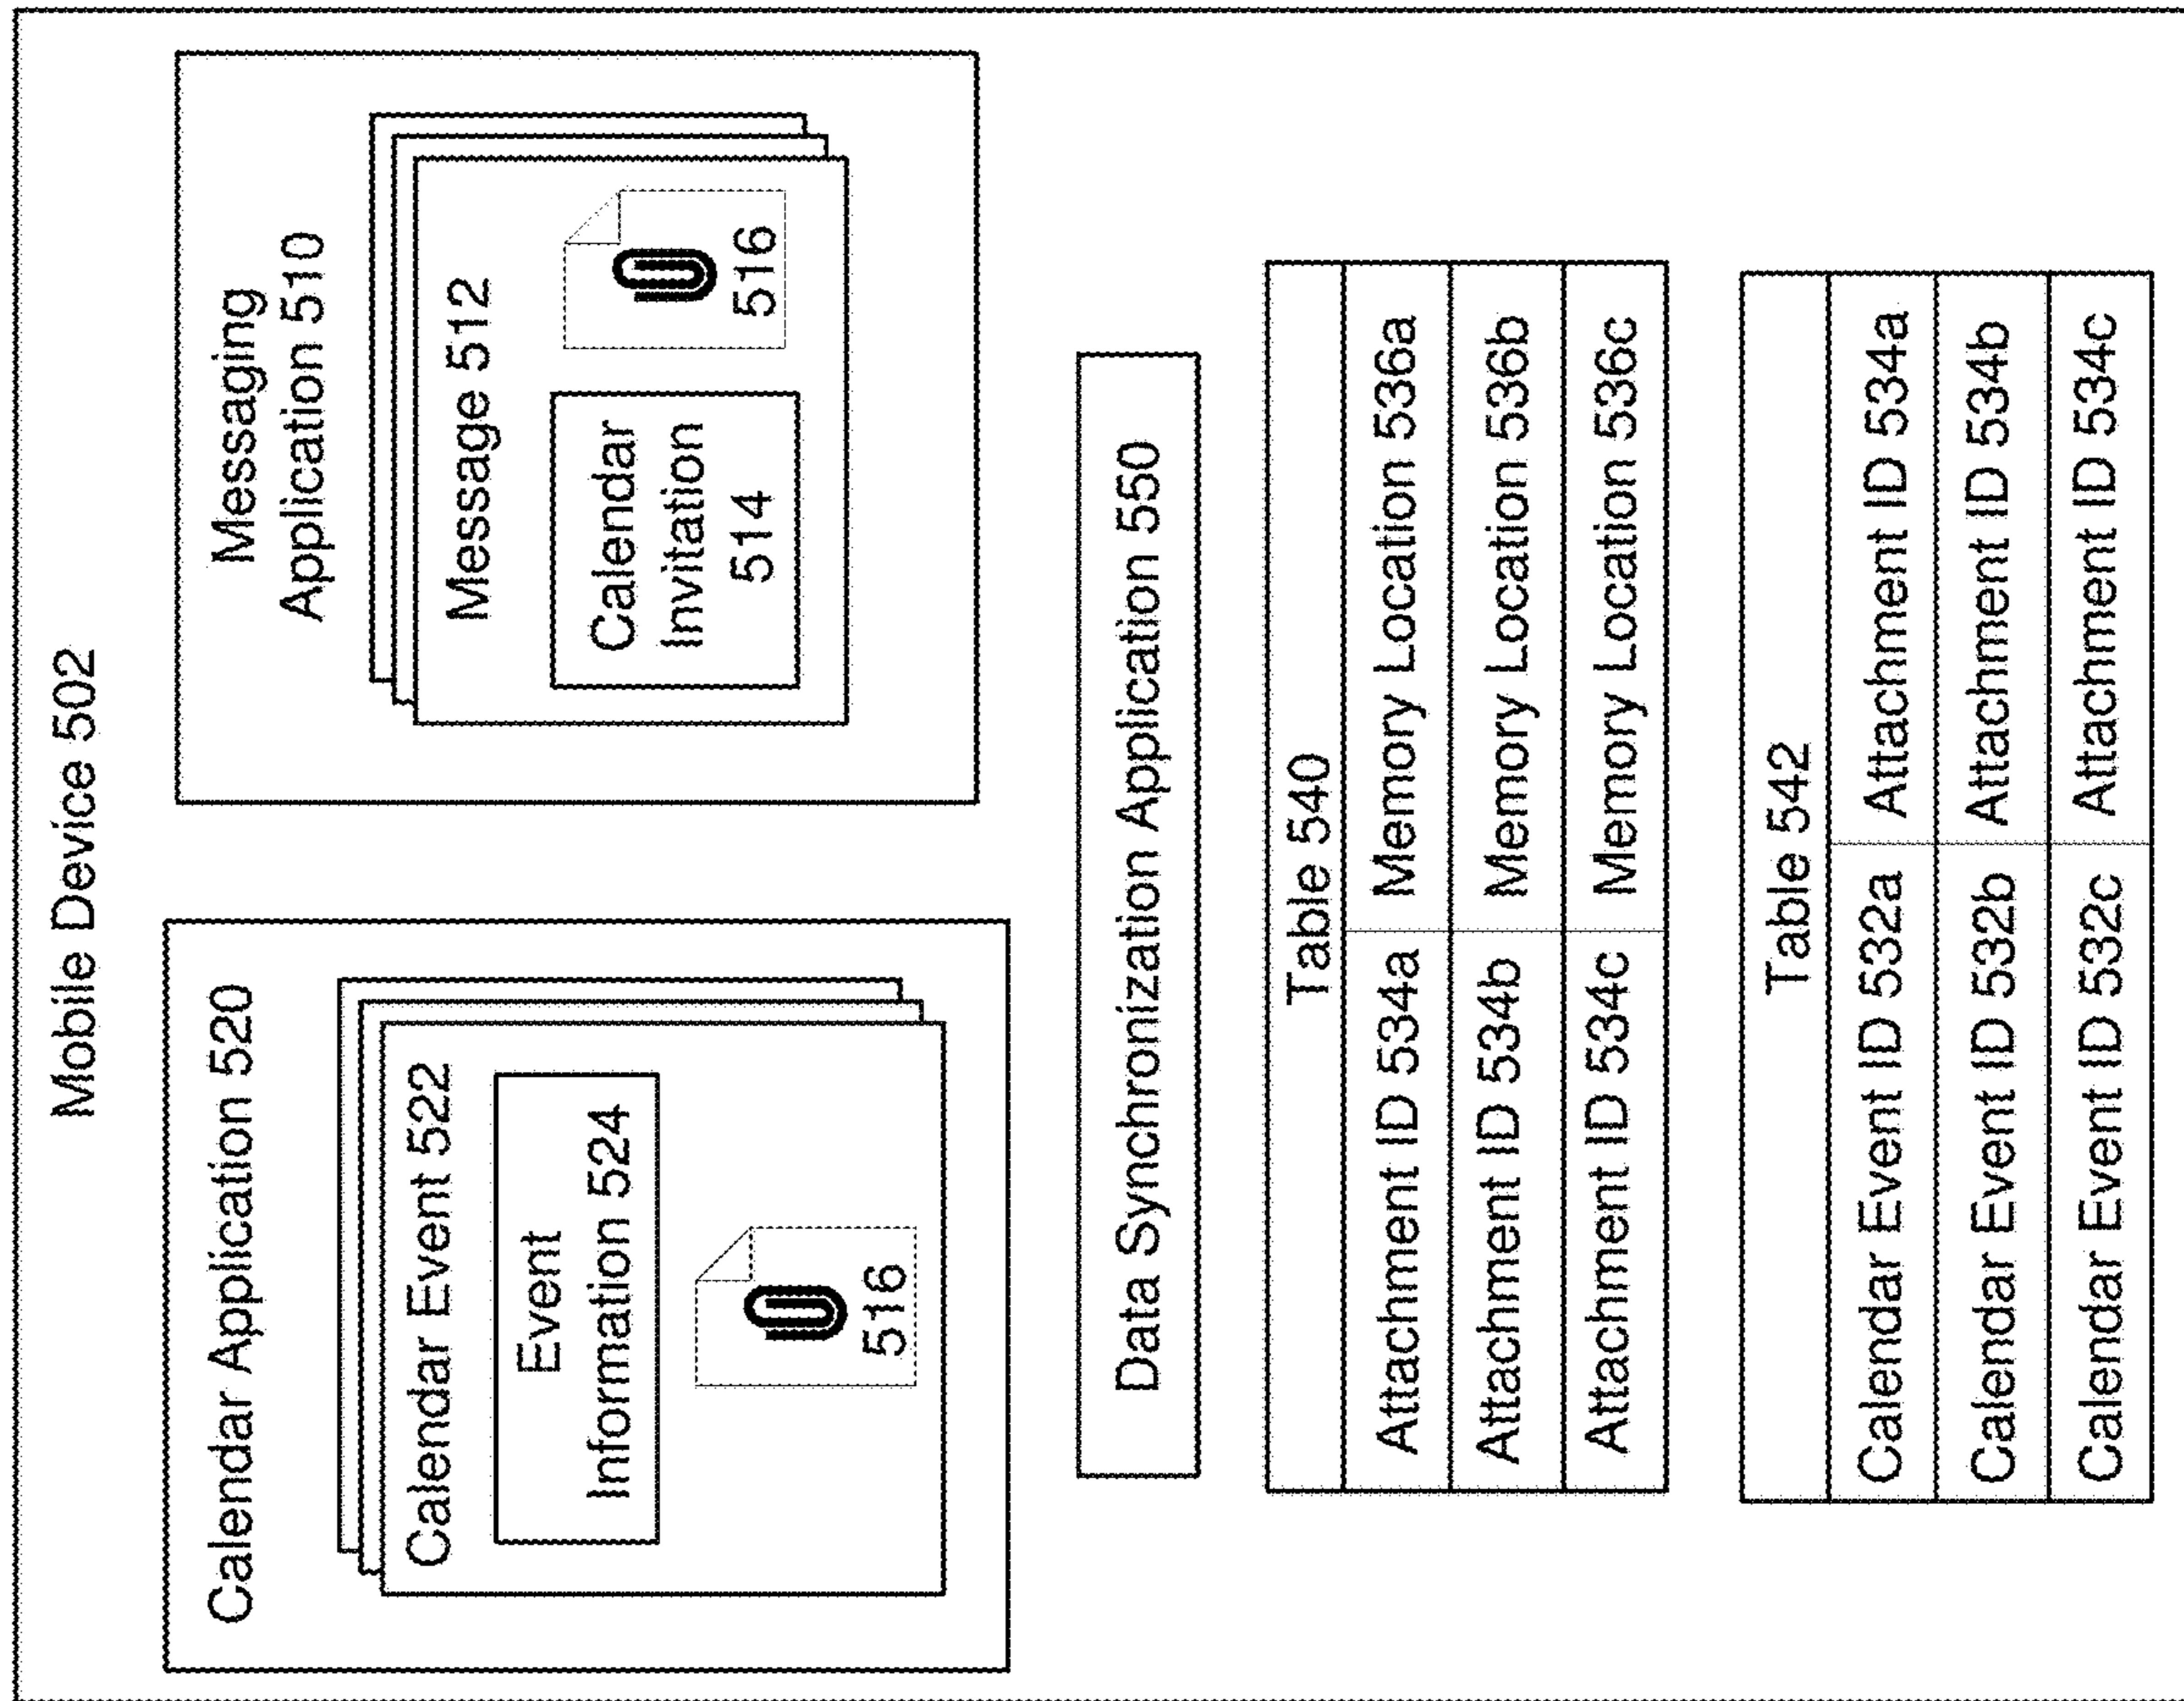 Mobile Device 502
Calendar Application 520
Calendar Event 522
Event
Information 524
516
Messaging
Application 510
Message 512
Calendar
Invitation
514
516
Data Synchronization Application 550
Table 540
Attachment ID 534a Memory Location 536a
Attachment ID 534b Memory Location 536b
Attachment ID 534c Memory Location 536c
Table 542
Calendar Event ID 532a Attachment ID 534a
Calendar Event ID 532b Attachment ID 534b
Calendar Event ID 532c Attachment ID 534c